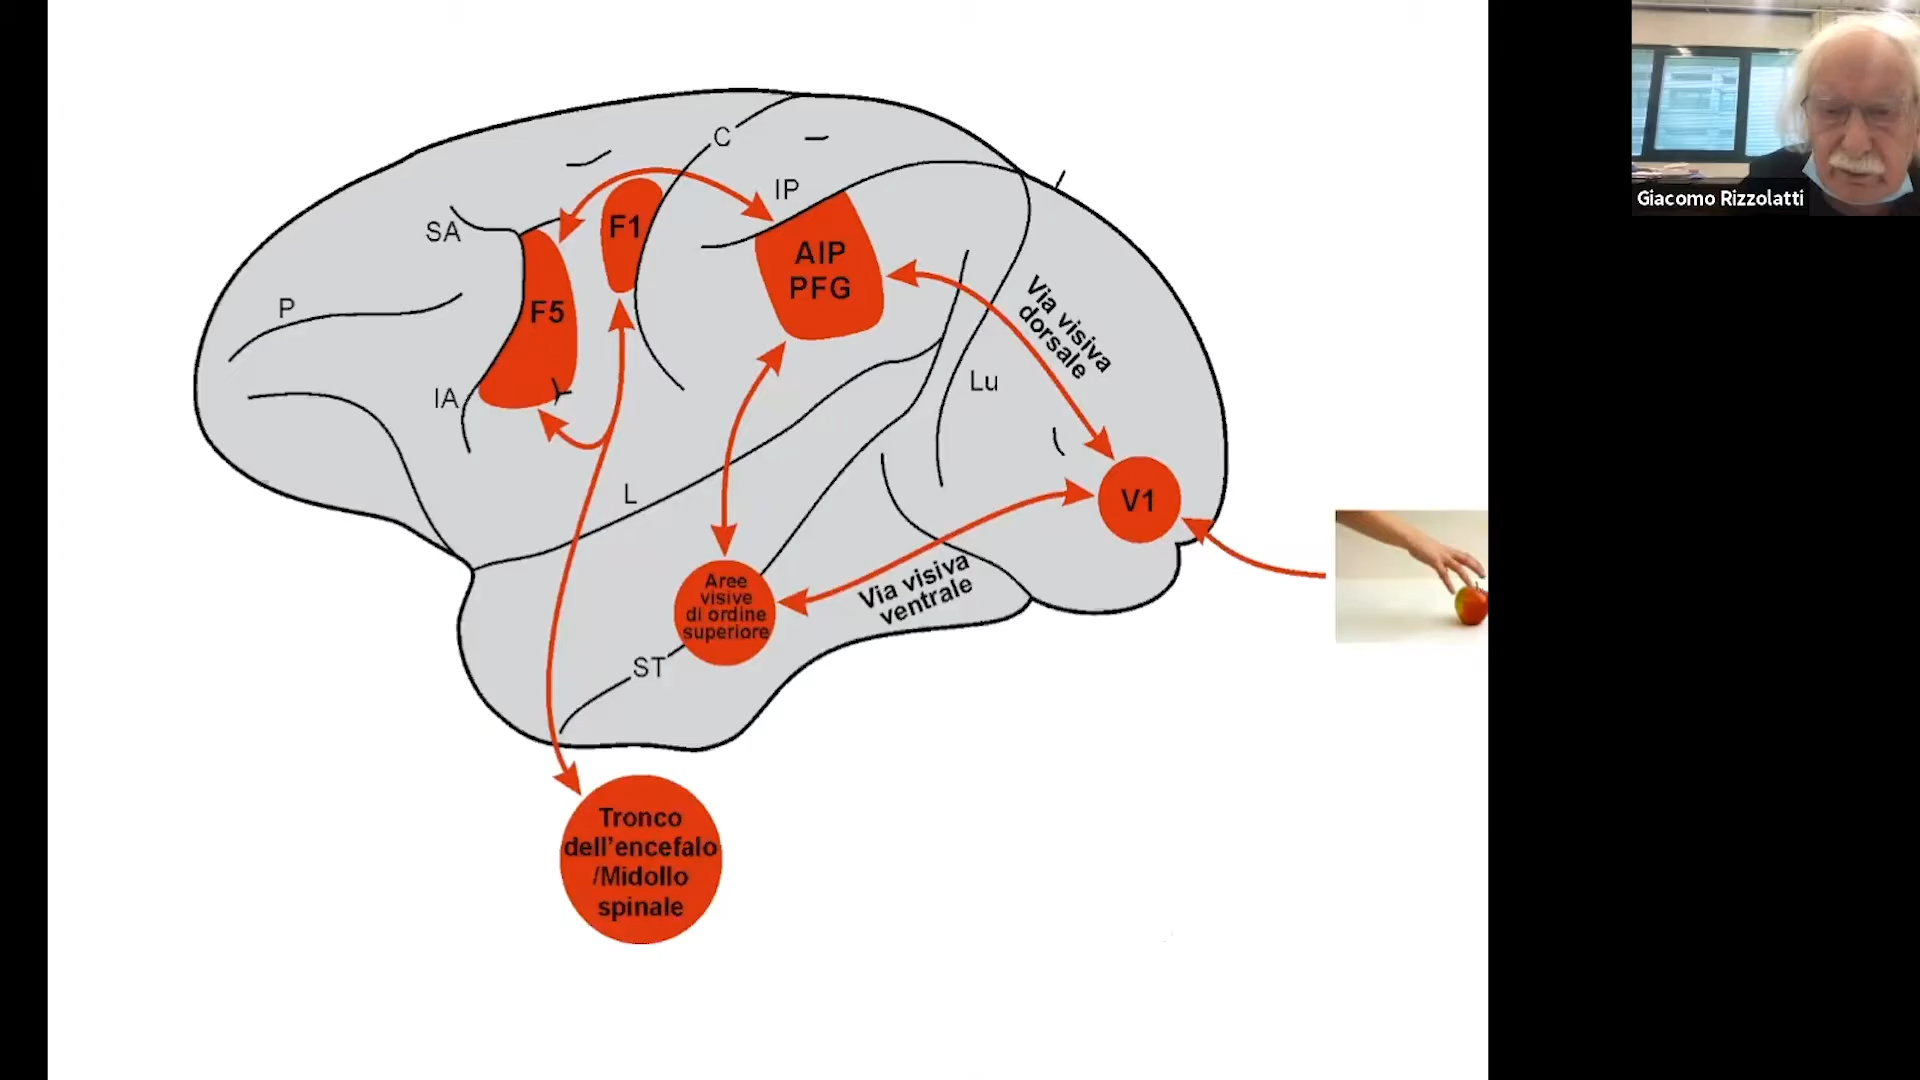 C
IP
SA
F1
AIP
PFG
P
F5
Via visiva
dorsale
IA
Lu
L
V1
Via visiva
ventrale
Aree
visive
di ordine
superiore
ST
Tronco
dell'encefalo
/Midollo
spinale
Giacomo Rizzolatti